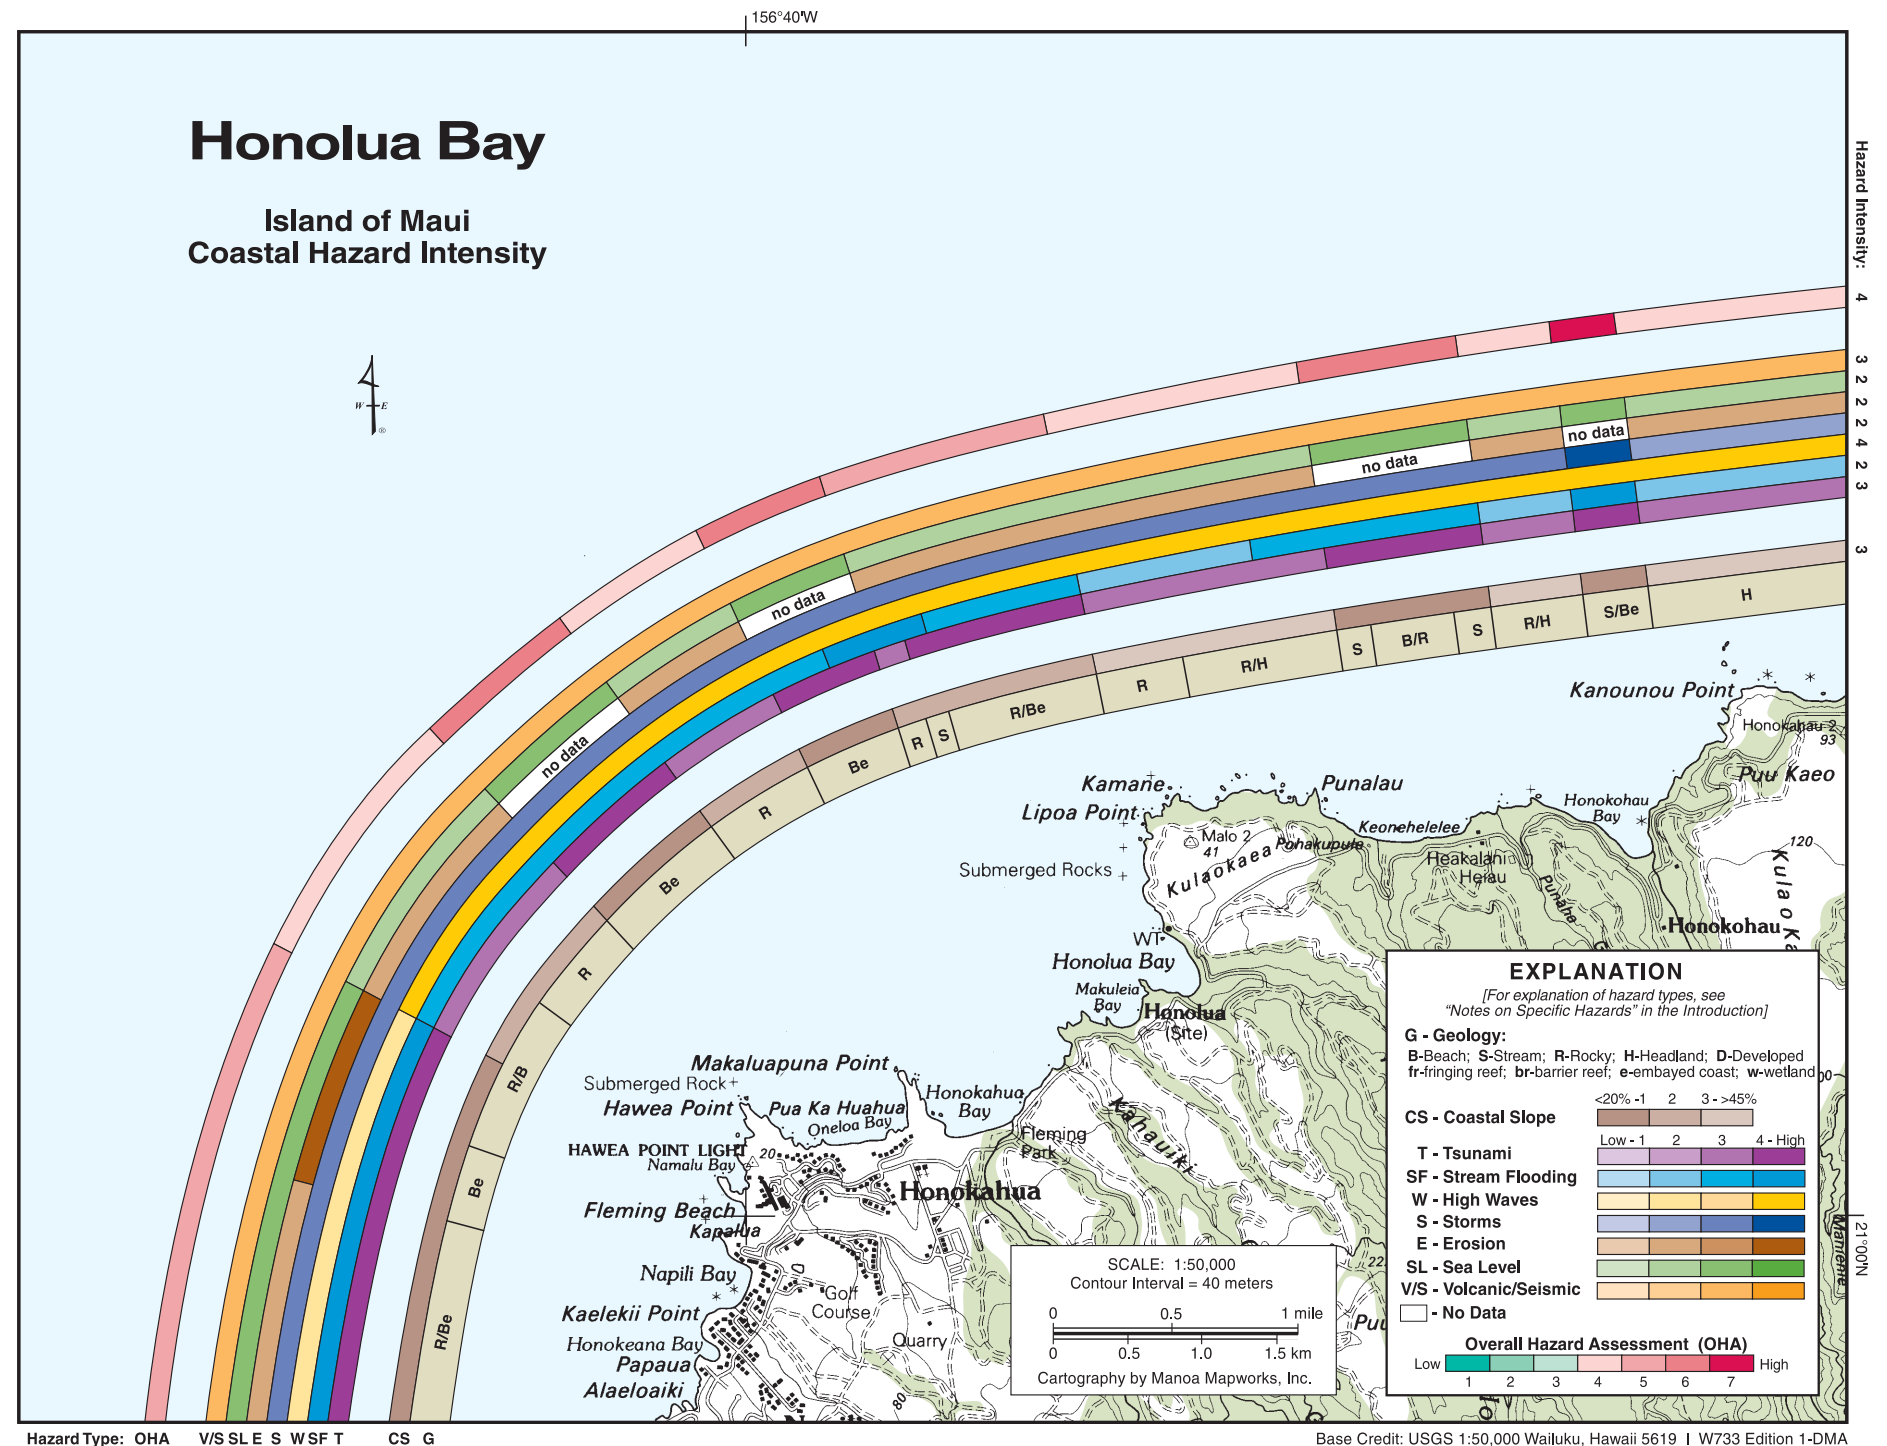 156°40'W
Honolua Bay
Island of Maui
Coastal Hazard Intensity
W E
®
Hazard Intensity:
4
3
2
2
2
4
2
3
3
no data
no data
no data
no data
R/Be
Be
R/B
R
Be
R
Be
R
S
R/Be
R
R/H
S
B/R
S
R/H
S/Be
H
Kanounou Point
Honokahau 2
93
Puu Kaeo
Kamane
Punalau
Lipoa Point
Honokohau
Bay
Keonehelelee
Malo 2
41
Pohakupule
120
Submerged Rocks
Kulaokaea
Heakalani
Heiau
Punaha
Kula o Ka
WT
Honokohau
Honolua Bay
Makuleia
Bay
Honolua
(Site)
Makaluapuna Point
Submerged Rock
Honokahua
Bay
Hawea Point
Pua Ka Huahua
Oneloa Bay
Kahauiki
Fleming
Park
HAWEA POINT LIGHT
20
Namalu Bay
Honokahua
Fleming Beach
Kapalua
Napili Bay
Golf
Course
Kaelekii Point
Quarry
Honokeana Bay
Papaua
Alaeloaiki
80
Puu
21°00'N
SCALE: 1:50,000
Contour Interval = 40 meters
0 0.5 1 mile
0 0.5 1.0 1.5 km
Cartography by Manoa Mapworks, Inc.
EXPLANATION
[For explanation of hazard types, see
“Notes on Specific Hazards” in the Introduction]
G - Geology:
B-Beach; S-Stream; R-Rocky; H-Headland; D-Developed
fr-fringing reef; br-barrier reef; e-embayed coast; w-wetland
<20% -1 2 3 - >45%
CS - Coastal Slope
Low - 1 2 3 4 - High
T - Tsunami
SF - Stream Flooding
W - High Waves
S - Storms
E - Erosion
SL - Sea Level
V/S - Volcanic/Seismic
- No Data
Overall Hazard Assessment (OHA)
Low High
1 2 3 4 5 6 7
Hazard Type: OHA V/S SL E S W SF T CS G
Base Credit: USGS 1:50,000 Wailuku, Hawaii 5619 I W733 Edition 1-DMA